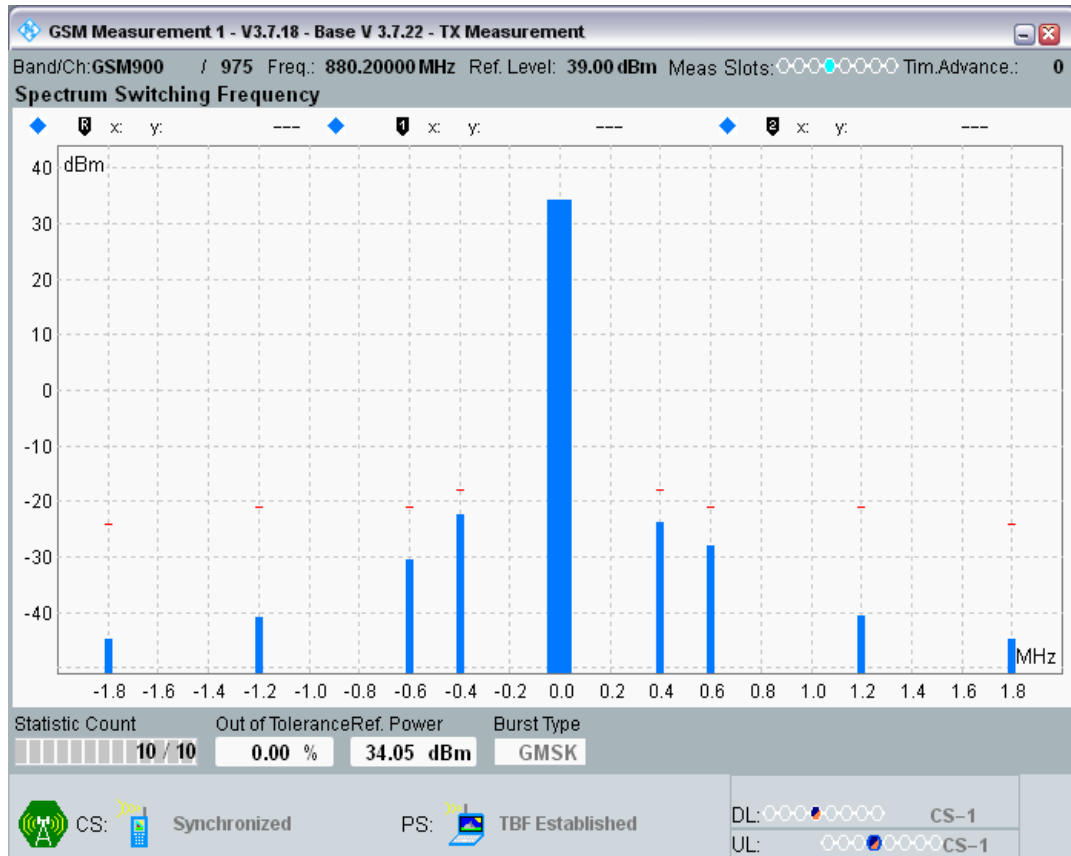 GSM Measurement 1 - V3.7.18 - Base V 3.7.22 - TX Measurement
Band/Ch:GSM900 / 975 Freq.: 880.20000 MHz Ref. Level: 39.00 dBm Meas Slots: Tim.Advance.: 0
Spectrum Switching Frequency
R x: y: --- 1 x: y: --- 2 x: y: ---
dBm
40
30
20
10
0
-10
-20
-30
-40
MHz
-1.8 -1.6 -1.4 -1.2 -1.0 -0.8 -0.6 -0.4 -0.2 0.0 0.2 0.4 0.6 0.8 1.0 1.2 1.4 1.6 1.8
Statistic Count Out of Tolerance Ref. Power Burst Type
10 / 10 0.00 % 34.05 dBm GMSK
CS: Synchronized PS: TBF Established
DL: CS-1
UL: CS-1